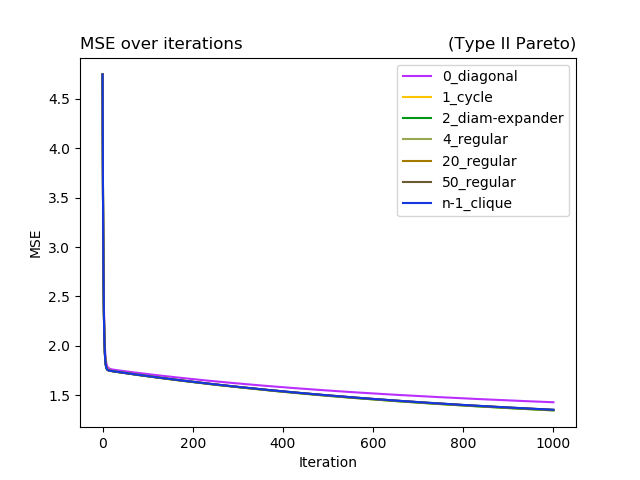 MSE over iterations (Type II Pareto)
0_diagonal
1_cycle
2_diam-expander
4_regular
20_regular
50_regular
n-1_clique
MSE
4.5
4.0
3.5
3.0
2.5
2.0
1.5
0 200 400 600 800 1000
Iteration